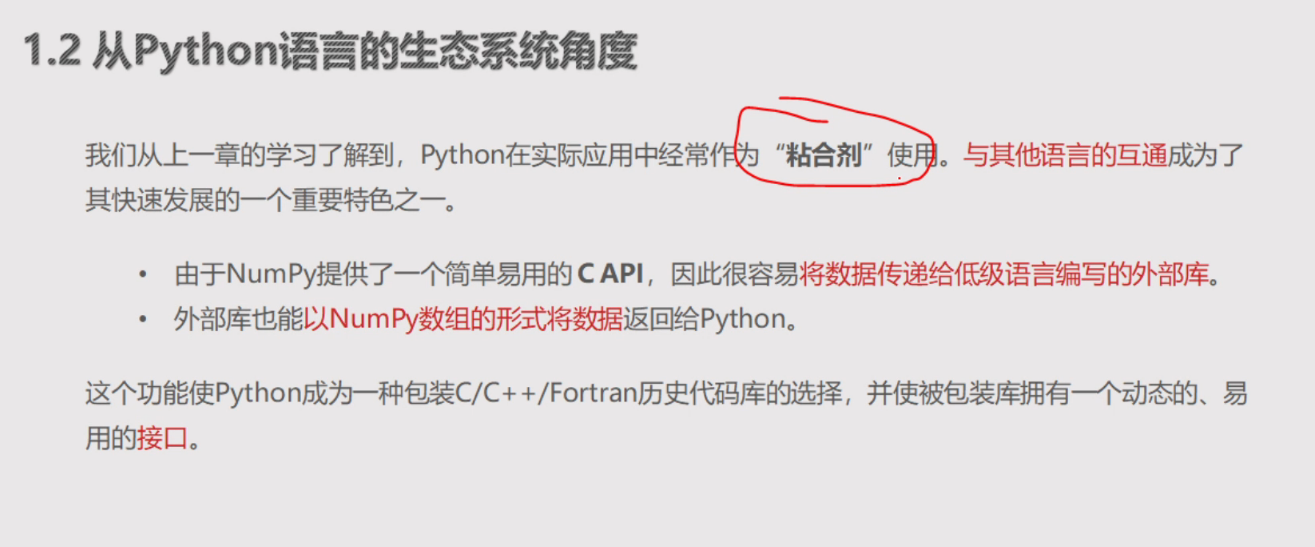 1.2 从Python语言的生态系统角度
我们从上一章的学习了解到，Python在实际应用中经常作为“粘合剂”使用。与其他语言的互通成为了
其快速发展的一个重要特色之一。
• 由于NumPy提供了一个简单易用的 C API，因此很容易将数据传递给低级语言编写的外部库。
• 外部库也能以NumPy数组的形式将数据返回给Python。
这个功能使Python成为一种包装C/C++/Fortran历史代码库的选择，并使被包装库拥有一个动态的、易
用的接口。